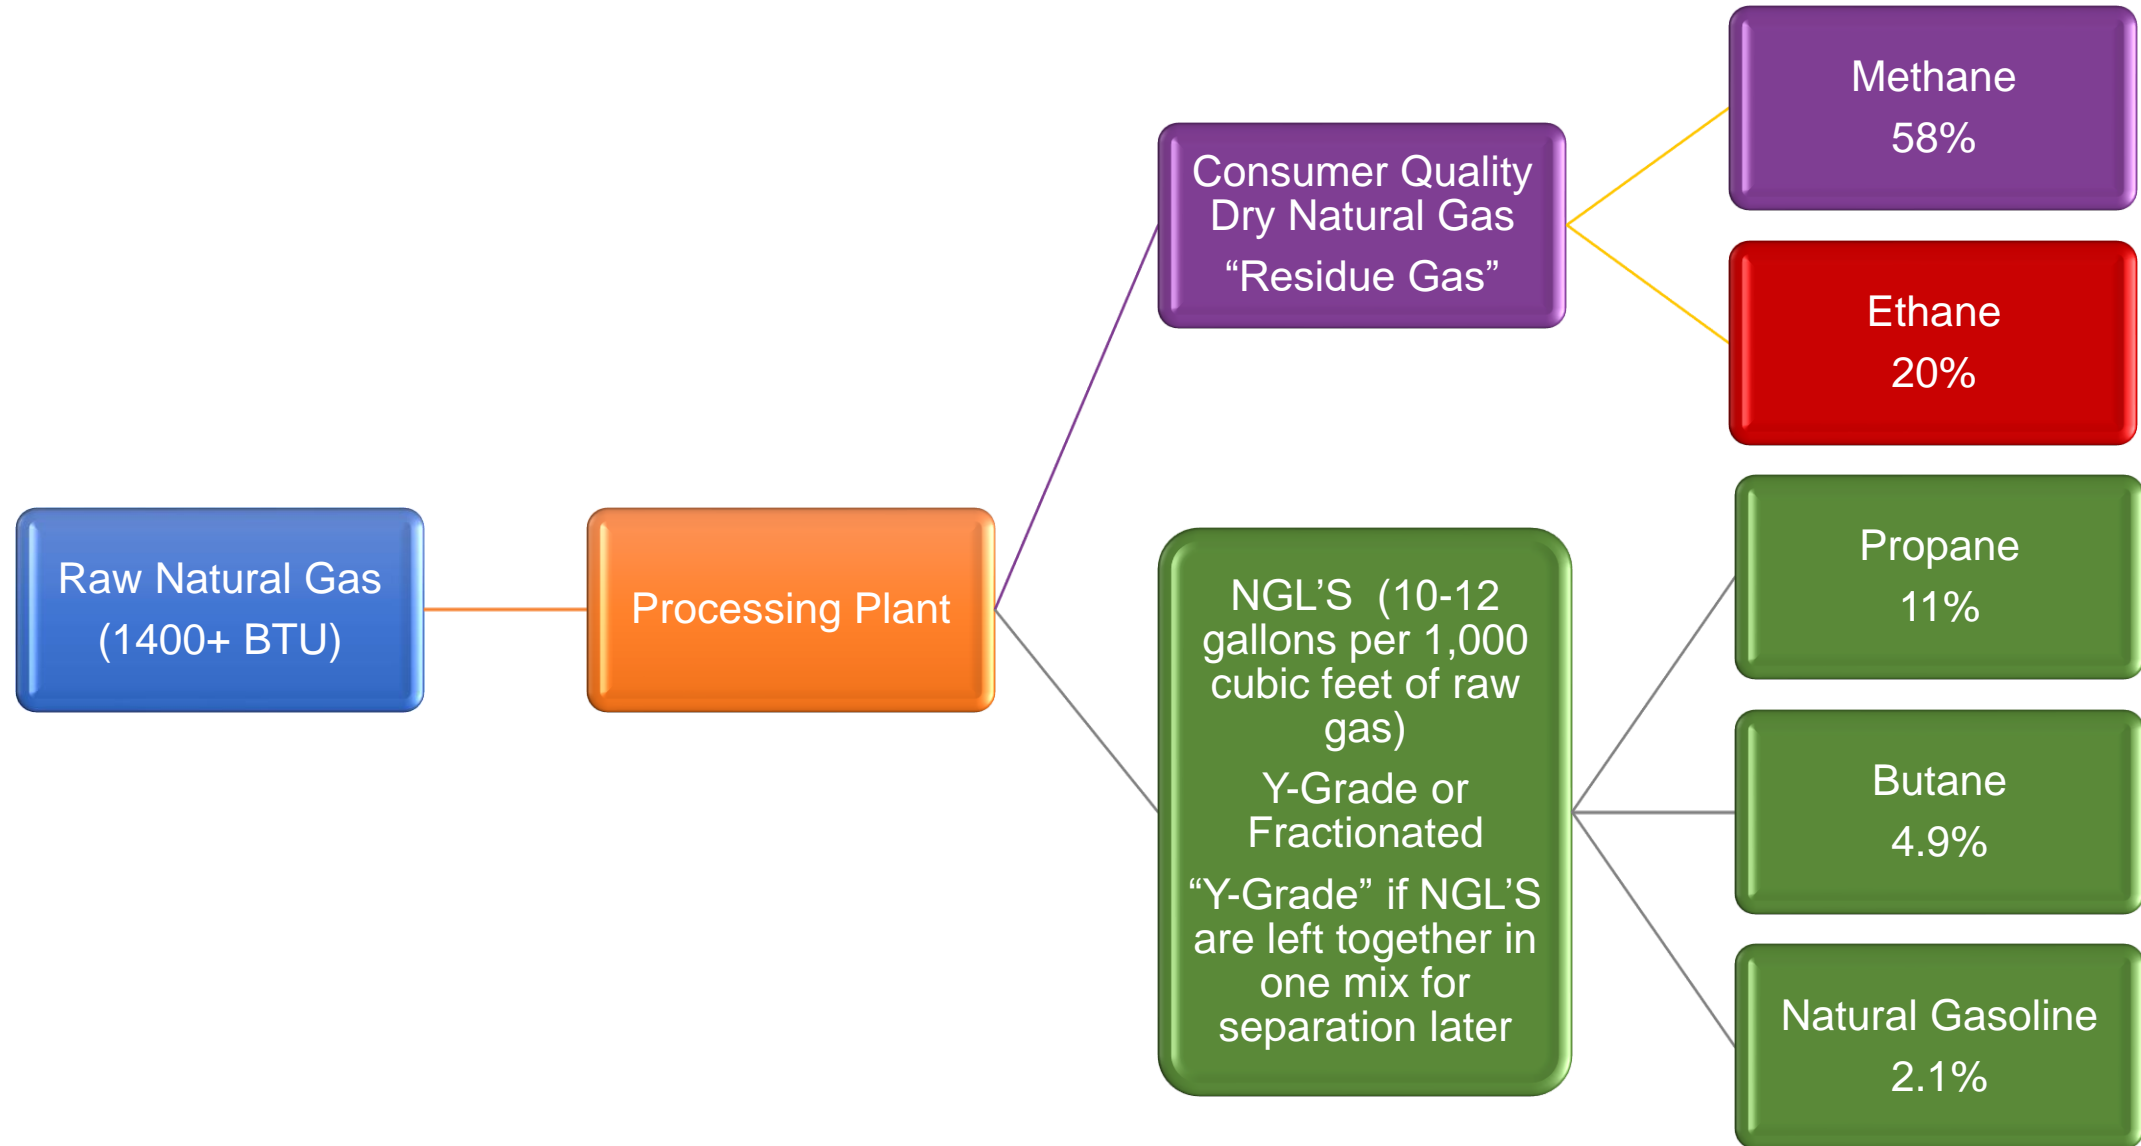 Raw Natural Gas
(1400+ BTU)
Processing Plant
Consumer Quality
Dry Natural Gas
“Residue Gas”
Methane
58%
Ethane
20%
NGL’S  (10-12
gallons per 1,000
cubic feet of raw
gas)
Y-Grade or
Fractionated
“Y-Grade” if NGL’S
are left together in
one mix for
separation later
Propane
11%
Butane
4.9%
Natural Gasoline
2.1%